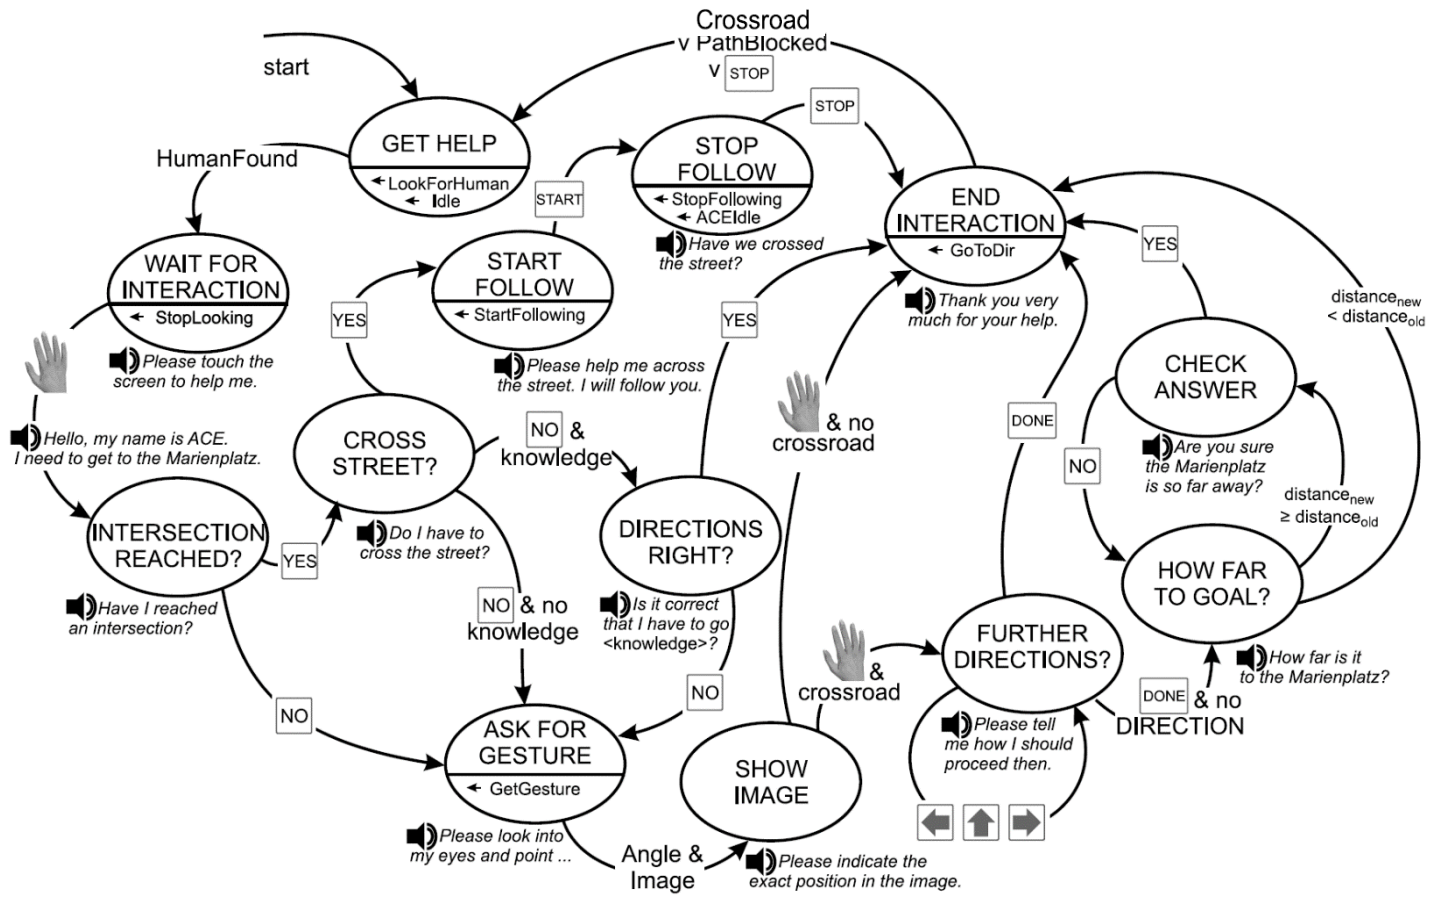 Crossroad
v PathBlocked
v STOP
start
STOP
GET HELP
← LookForHuman
← Idle
HumanFound
STOP
FOLLOW
← StopFollowing
← ACEIdle
Have we crossed
the street?
START
END
INTERACTION
← GoToDir
Thank you very
much for your help.
YES
WAIT FOR
INTERACTION
← StopLooking
Please touch the
screen to help me.
START
FOLLOW
← StartFollowing
Please help me across
the street. I will follow you.
YES
YES
distancenew
< distanceold
CHECK
ANSWER
Are you sure
the Marienplatz
is so far away?
& no
crossroad
DONE
NO
distancenew
≥ distanceold
Hello, my name is ACE.
I need to get to the Marienplatz.
CROSS
STREET?
Do I have to
cross the street?
NO &
knowledge
INTERSECTION
REACHED?
Have I reached
an intersection?
YES
DIRECTIONS
RIGHT?
Is it correct
that I have to go
<knowledge>?
HOW FAR
TO GOAL?
How far is it
to the Marienplatz?
NO & no
knowledge
&
crossroad
FURTHER
DIRECTIONS?
Please tell
me how I should
proceed then.
DONE & no
DIRECTION
NO
NO
ASK FOR
GESTURE
← GetGesture
Please look into
my eyes and point ...
Angle &
Image
SHOW
IMAGE
Please indicate the
exact position in the image.